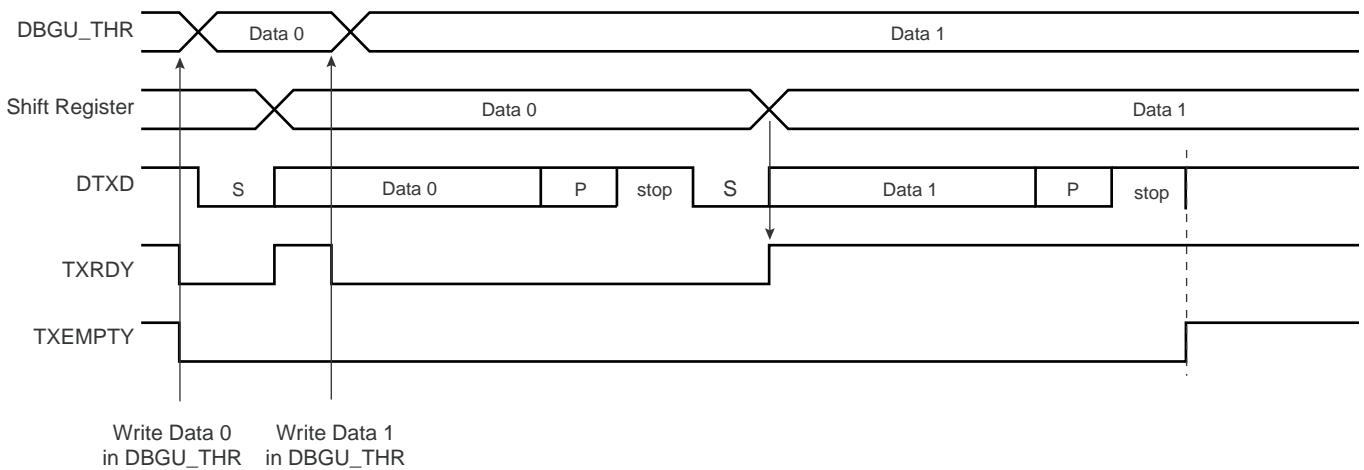 DBGU_THR
Data 0
Data 1
Shift Register
Data 0
Data 1
DTXD
S
Data 0
P
stop
S
Data 1
P
stop
TXRDY
TXEMPTY
Write Data 0
in DBGU_THR
Write Data 1
in DBGU_THR